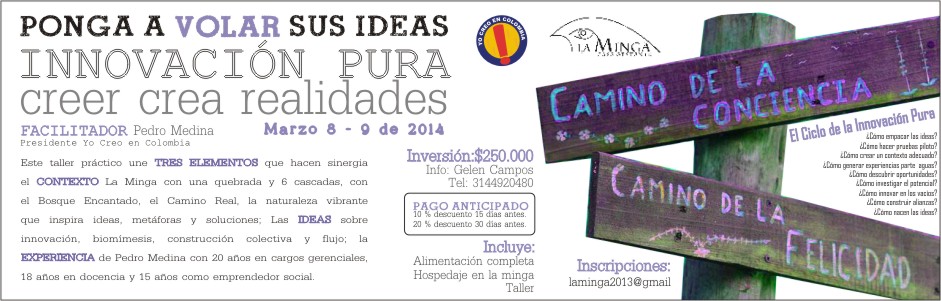 PONGA A VOLAR SUS IDEAS
INNOVACIÓN PURA
creer crea realidades
FACILITADOR Pedro Medina
Presidente Yo Creo en Colombia
Marzo 8 - 9 de 2014
Este taller práctico une TRES ELEMENTOS que hacen sinergia
el CONTEXTO La Minga con una quebrada y 6 cascadas, con
el Bosque Encantado, el Camino Real, la naturaleza vibrante
que inspira ideas, metáforas y soluciones; Las IDEAS sobre
innovación, biomímesis, construcción colectiva y flujo; la
EXPERIENCIA de Pedro Medina con 20 años en cargos gerenciales,
18 años en docencia y 15 años como emprendedor social.
YO CREO EN COLOMBIA
LA MINGA
Inversión:$250.000
Info: Gelen Campos
Tel: 3144920480
PAGO ANTICIPADO
10 % descuento 15 días antes.
20 % descuento 30 días antes.
Incluye:
Alimentación completa
Hospedaje en la minga
Taller
CAMINO DE LA
CONCIENCIA
El Ciclo de la Innovación Pura
¿Cómo empacar las ideas?
¿Cómo hacer pruebas piloto?
¿Cómo crear un contexto adecuado?
¿Cómo generar experiencias parte aguas?
¿Cómo descubrir oportunidades?
¿Cómo investigar el potencial?
¿Cómo innovar en los vacíos?
¿Cómo construir alianzas?
¿Cómo nacen las ideas?
CAMINO DE LA
FELICIDAD
Inscripciones:
laminga2013@gmail